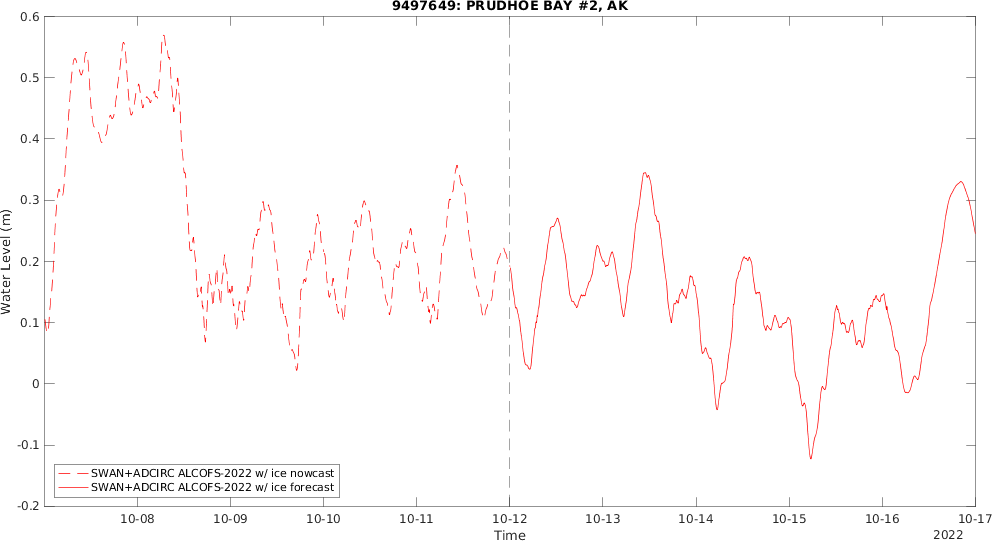 9497649: PRUDHOE BAY #2, AK
0.6
0.5
0.4
0.3
0.2
0.1
0
-0.1
-0.2
Water Level (m)
SWAN+ADCIRC ALCOFS-2022 w/ ice nowcast
SWAN+ADCIRC ALCOFS-2022 w/ ice forecast
10-08 10-09 10-10 10-11 10-12 10-13 10-14 10-15 10-16 10-17
Time
2022